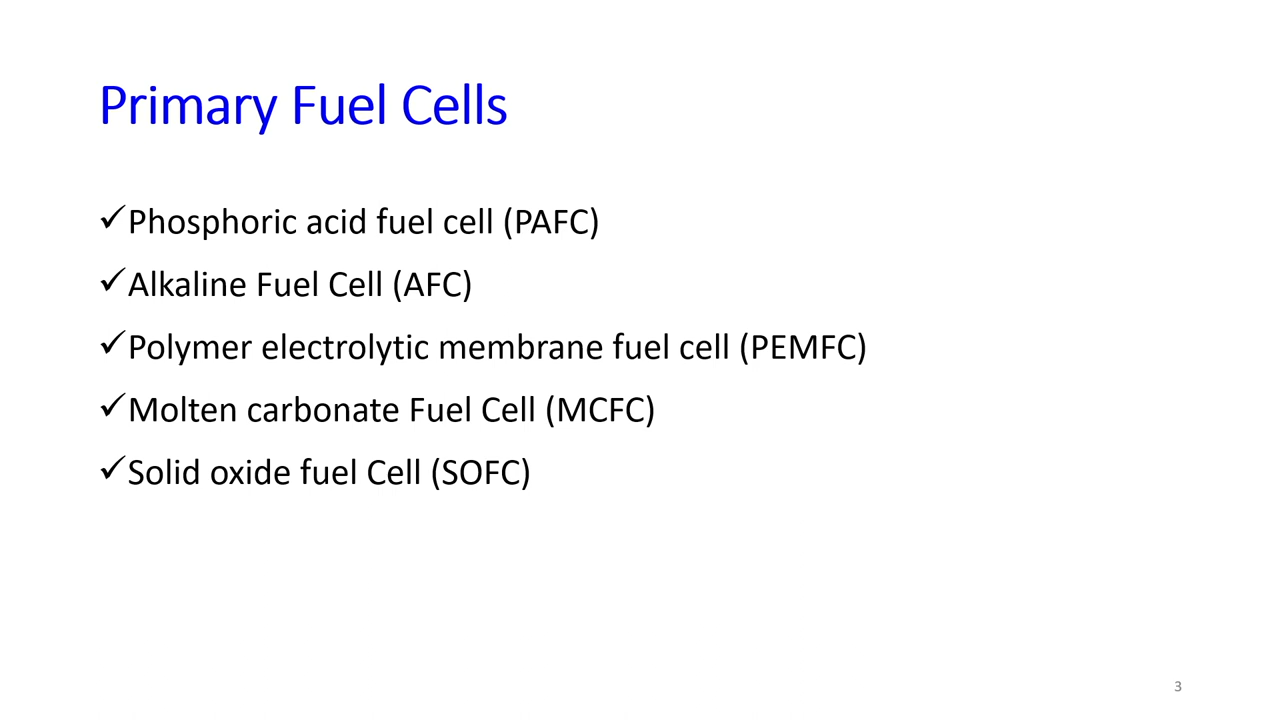 Primary Fuel Cells
✓Phosphoric acid fuel cell (PAFC)
✓Alkaline Fuel Cell (AFC)
✓Polymer electrolytic membrane fuel cell (PEMFC)
✓Molten carbonate Fuel Cell (MCFC)
✓Solid oxide fuel Cell (SOFC)
3